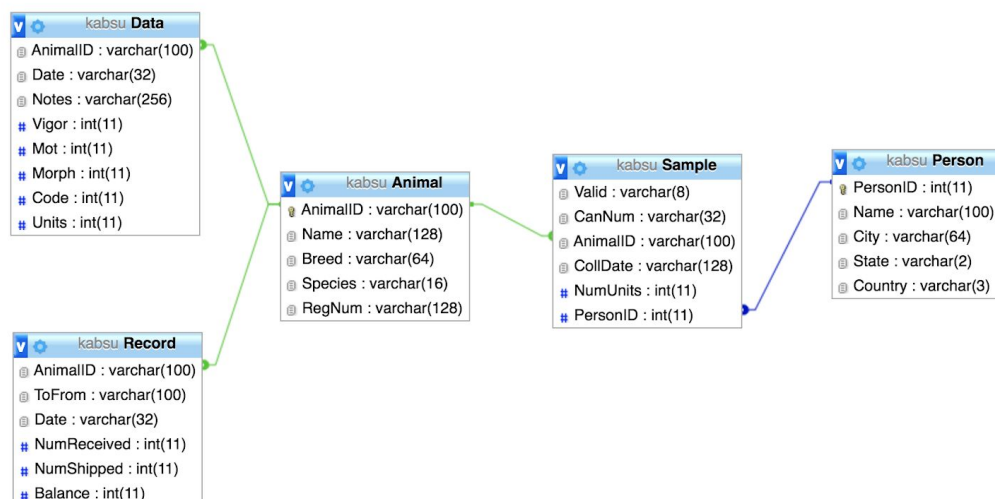 kabsu Data
AnimalID : varchar(100)
Date : varchar(32)
Notes : varchar(256)
Vigor : int(11)
Mot : int(11)
Morph : int(11)
Code : int(11)
Units : int(11)
kabsu Animal
AnimalID : varchar(100)
Name : varchar(128)
Breed : varchar(64)
Species : varchar(16)
RegNum : varchar(128)
kabsu Sample
Valid : varchar(8)
CanNum : varchar(32)
AnimalID : varchar(100)
CollDate : varchar(128)
NumUnits : int(11)
PersonID : int(11)
kabsu Person
PersonID : int(11)
Name : varchar(100)
City : varchar(64)
State : varchar(2)
Country : varchar(3)
kabsu Record
AnimalID : varchar(100)
ToFrom : varchar(100)
Date : varchar(32)
NumReceived : int(11)
NumShipped : int(11)
Balance : int(11)